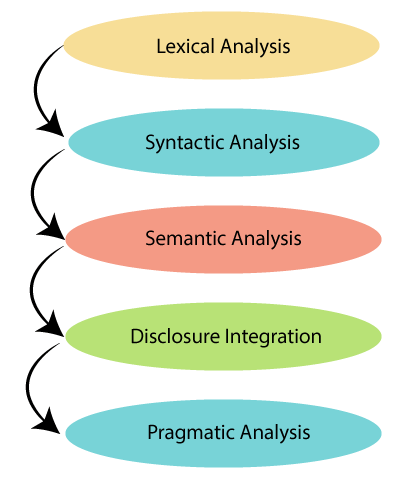 Lexical Analysis
Syntactic Analysis
Semantic Analysis
Disclosure Integration
Pragmatic Analysis